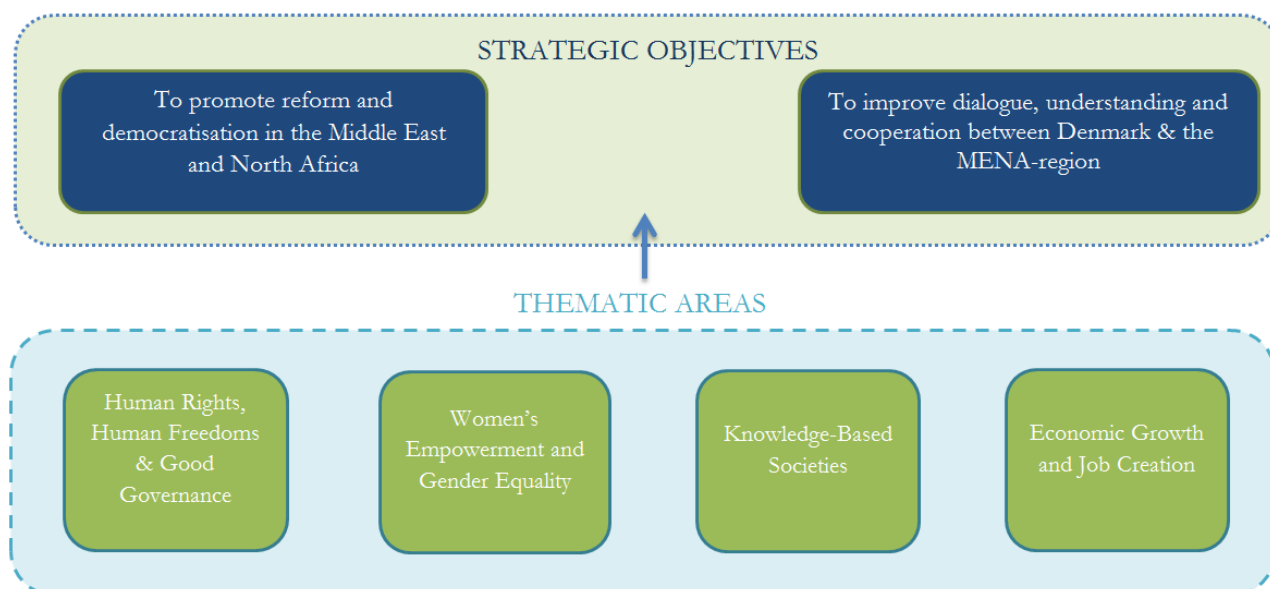 STRATEGIC OBJECTIVES
To promote reform and
democratisation in the Middle East
and North Africa
To improve dialogue, understanding and
cooperation between Denmark & the
MENA-region
THEMATIC AREAS
Human Rights,
Human Freedoms
& Good
Governance
Women’s
Empowerment and
Gender Equality
Knowledge-Based
Societies
Economic Growth
and Job Creation